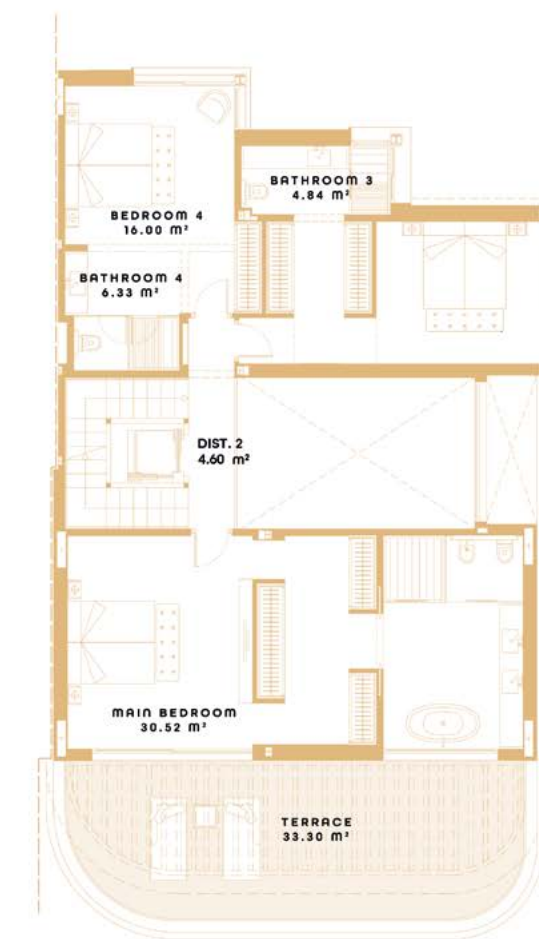 BATHROOM 3
4.84 m²
BEDROOM 4
16.00 m²
BATHROOM 4
6.33 m²
DIST. 2
4.60 m²
MAIN BEDROOM
30.52 m²
TERRACE
33.30 m²